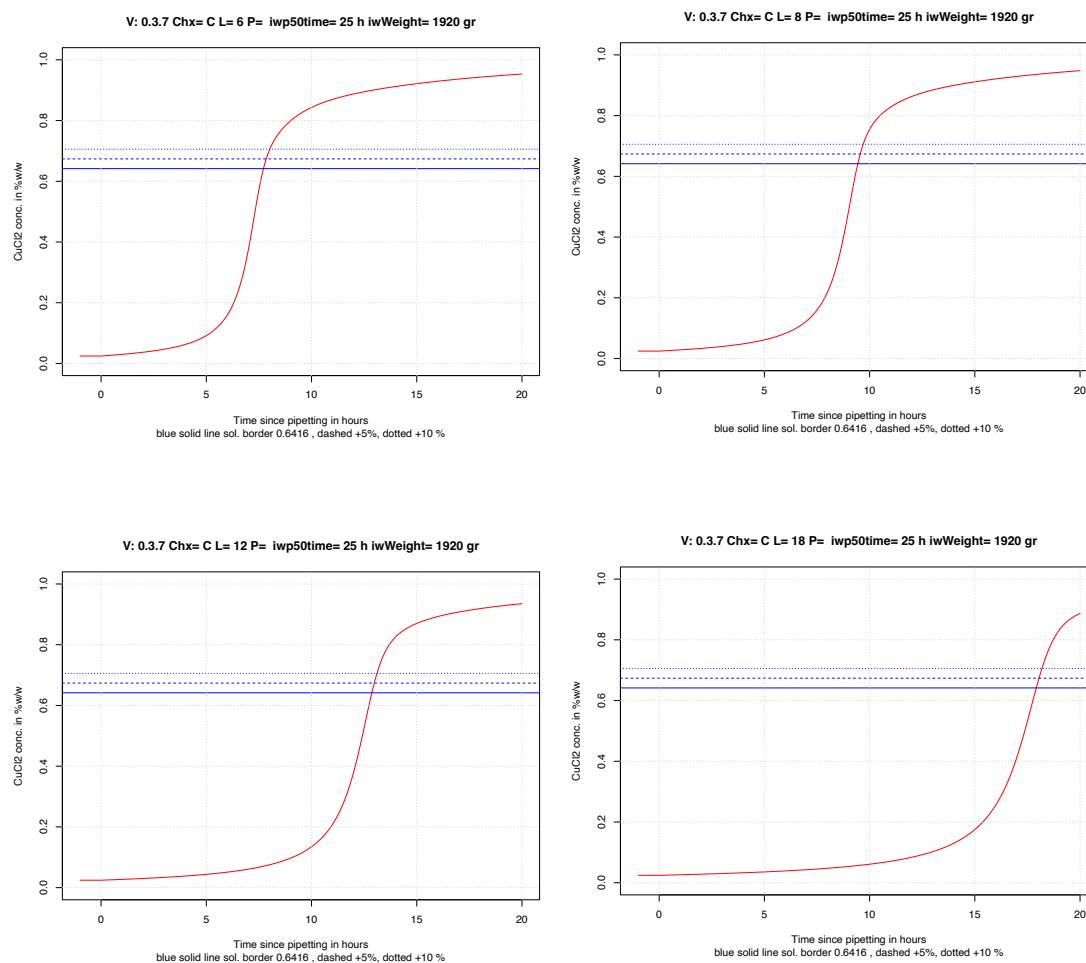 V: 0.3.7 Chx= C L= 6 P=  iwp50time= 25 h iwWeight= 1920 gr
CuCl2 conc. in %w/w
1.0
0.8
0.6
0.4
0.2
0.0
0 5 10 15 20
Time since pipetting in hours
blue solid line sol. border 0.6416 , dashed +5%, dotted +10 %
V: 0.3.7 Chx= C L= 8 P=  iwp50time= 25 h iwWeight= 1920 gr
CuCl2 conc. in %w/w
1.0
0.8
0.6
0.4
0.2
0.0
0 5 10 15 20
Time since pipetting in hours
blue solid line sol. border 0.6416 , dashed +5%, dotted +10 %
V: 0.3.7 Chx= C L= 12 P=  iwp50time= 25 h iwWeight= 1920 gr
CuCl2 conc. in %w/w
1.0
0.8
0.6
0.4
0.2
0.0
0 5 10 15 20
Time since pipetting in hours
blue solid line sol. border 0.6416 , dashed +5%, dotted +10 %
V: 0.3.7 Chx= C L= 18 P=  iwp50time= 25 h iwWeight= 1920 gr
CuCl2 conc. in %w/w
1.0
0.8
0.6
0.4
0.2
0.0
0 5 10 15 20
Time since pipetting in hours
blue solid line sol. border 0.6416 , dashed +5%, dotted +10 %